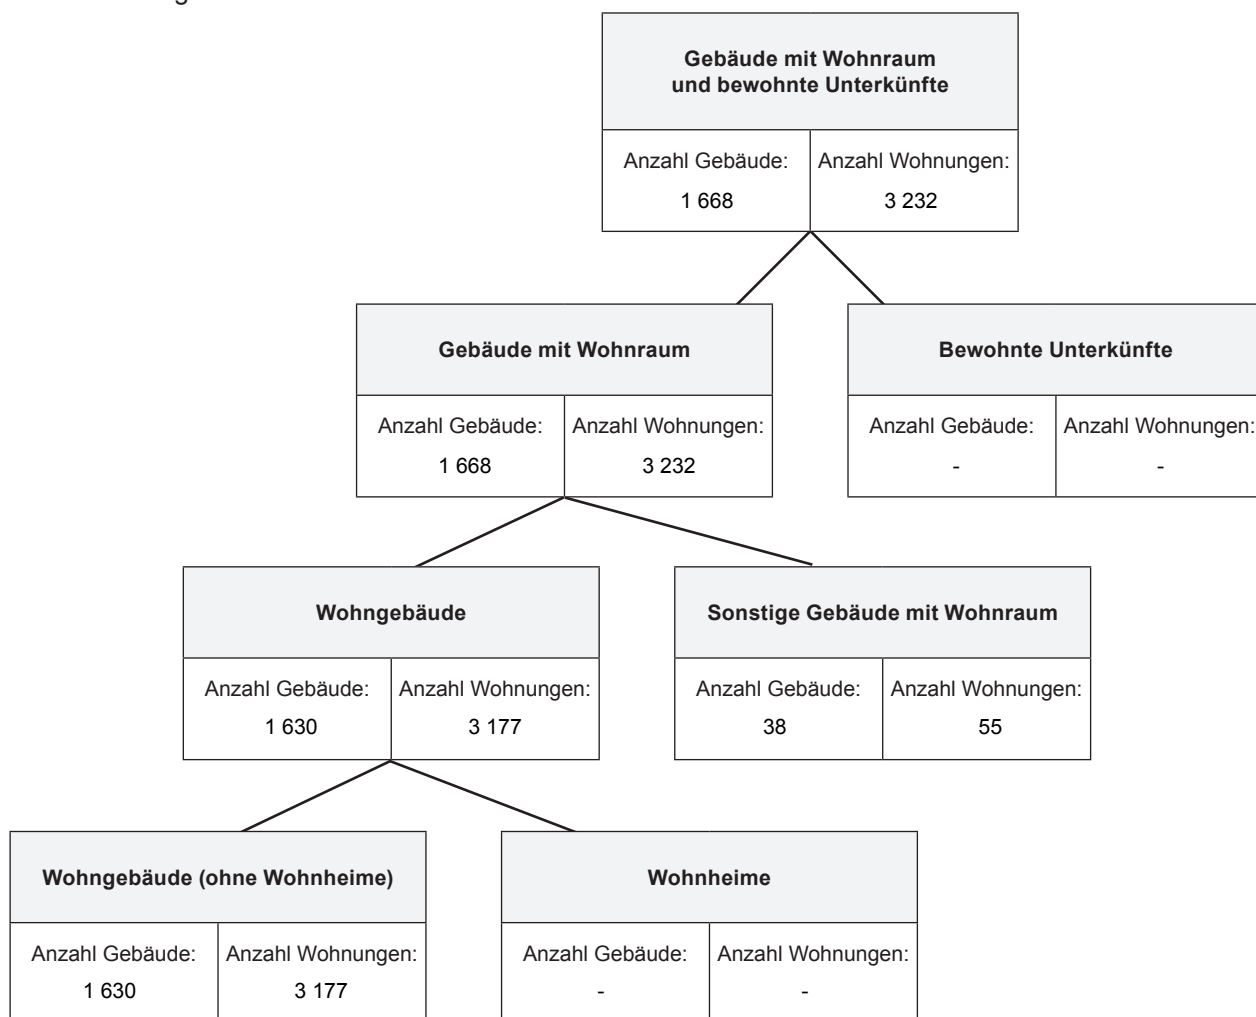 Gebäude mit Wohnraum
und bewohnte Unterkünfte
Anzahl Gebäude:
Anzahl Wohnungen:
1 668
3 232
Gebäude mit Wohnraum
Anzahl Gebäude:
Anzahl Wohnungen:
1 668
3 232
Bewohnte Unterkünfte
Anzahl Gebäude:
Anzahl Wohnungen:
-
-
Wohngebäude
Anzahl Gebäude:
Anzahl Wohnungen:
1 630
3 177
Sonstige Gebäude mit Wohnraum
Anzahl Gebäude:
Anzahl Wohnungen:
38
55
Wohngebäude (ohne Wohnheime)
Anzahl Gebäude:
Anzahl Wohnungen:
1 630
3 177
Wohnheime
Anzahl Gebäude:
Anzahl Wohnungen:
-
-